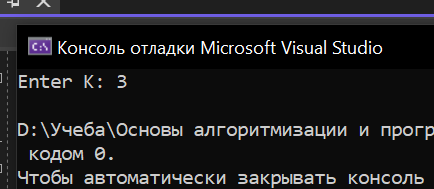 Консоль отладки Microsoft Visual Studio
Enter K: 3
D:\Учеба\Основы алгоритмизации и прогр
кодом 0.
Чтобы автоматически закрывать консоль